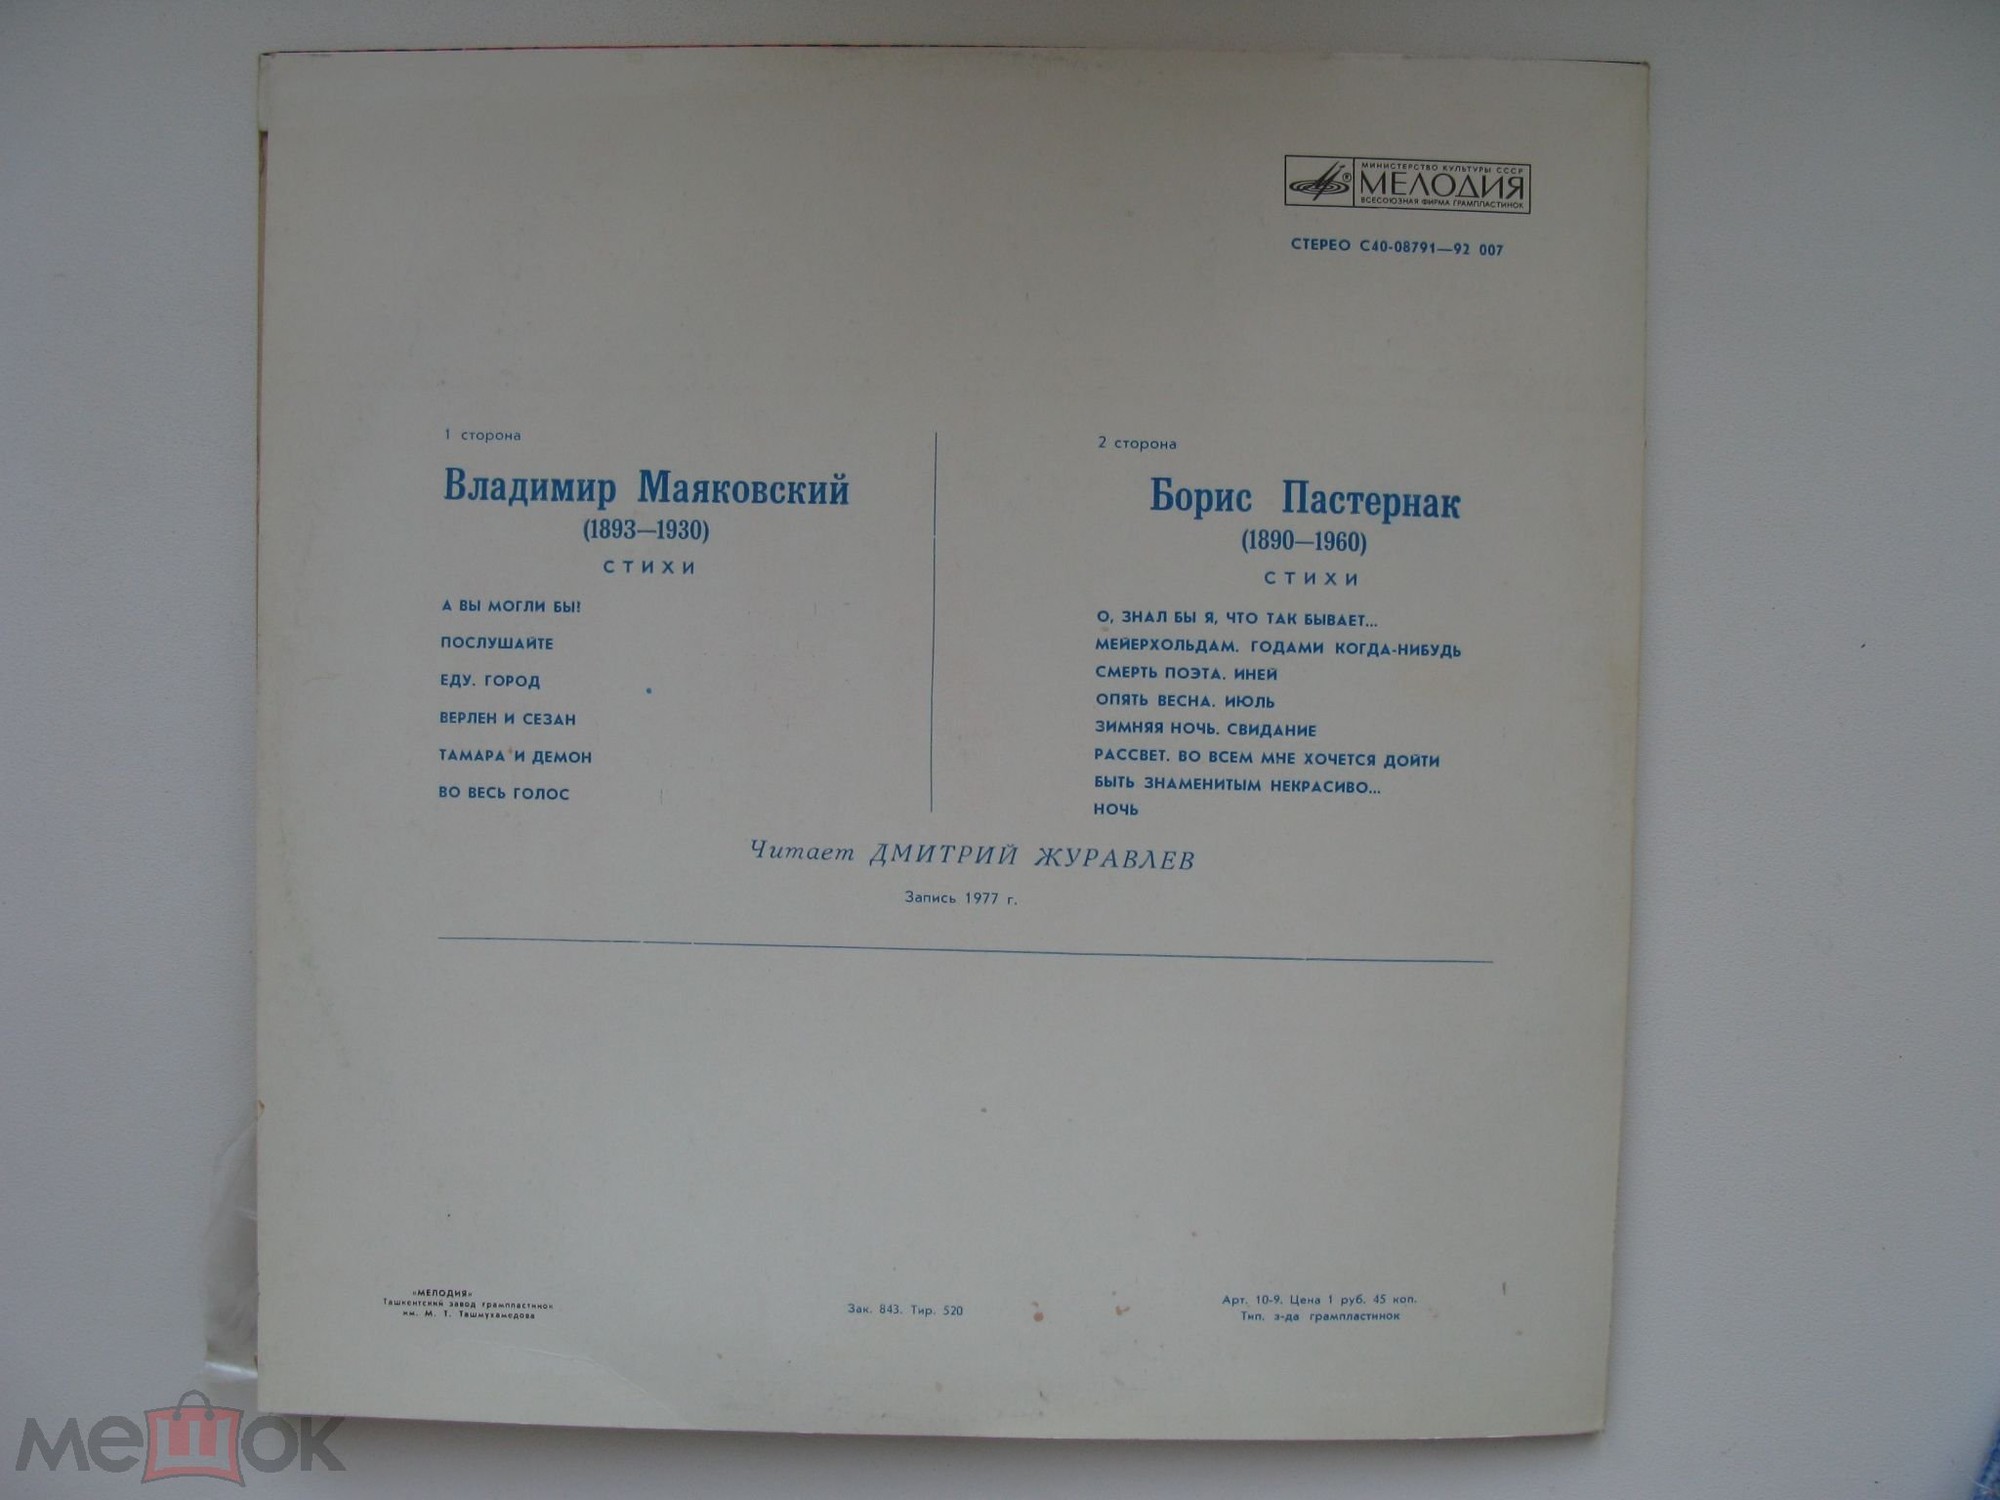 МИНИСТЕРСТВО КУЛЬТУРЫ СССР
МЕЛОДИЯ
ВСЕСОЮЗНАЯ ФИРМА ГРАМПЛАСТИНОК
СТЕРЕО С40-08791—92 007
1 сторона
Владимир Маяковский
(1893—1930)
СТИХИ
А ВЫ МОГЛИ БЫ!
ПОСЛУШАЙТЕ
ЕДУ. ГОРОД
ВЕРЛЕН И СЕЗАН
ТАМАРА И ДЕМОН
ВО ВЕСЬ ГОЛОС
2 сторона
Борис Пастернак
(1890—1960)
СТИХИ
О, ЗНАЛ БЫ Я, ЧТО ТАК БЫВАЕТ...
МЕЙЕРХОЛЬДАМ. ГОДАМИ КОГДА-НИБУДЬ
СМЕРТЬ ПОЭТА. ИНЕЙ
ОПЯТЬ ВЕСНА. ИЮЛЬ
ЗИМНЯЯ НОЧЬ. СВИДАНИЕ
РАССВЕТ. ВО ВСЕМ МНЕ ХОЧЕТСЯ ДОЙТИ
БЫТЬ ЗНАМЕНИТЫМ НЕКРАСИВО...
НОЧЬ
Читает ДМИТРИЙ ЖУРАВЛЕВ
Запись 1977 г.
«МЕЛОДИЯ»
Ташкентский завод грампластинок
им. М. Т. Ташмухамедова
Зак. 843. Тир. 520
Арт. 10-9. Цена 1 руб. 45 коп.
Тип. з-да грампластинок
мешок